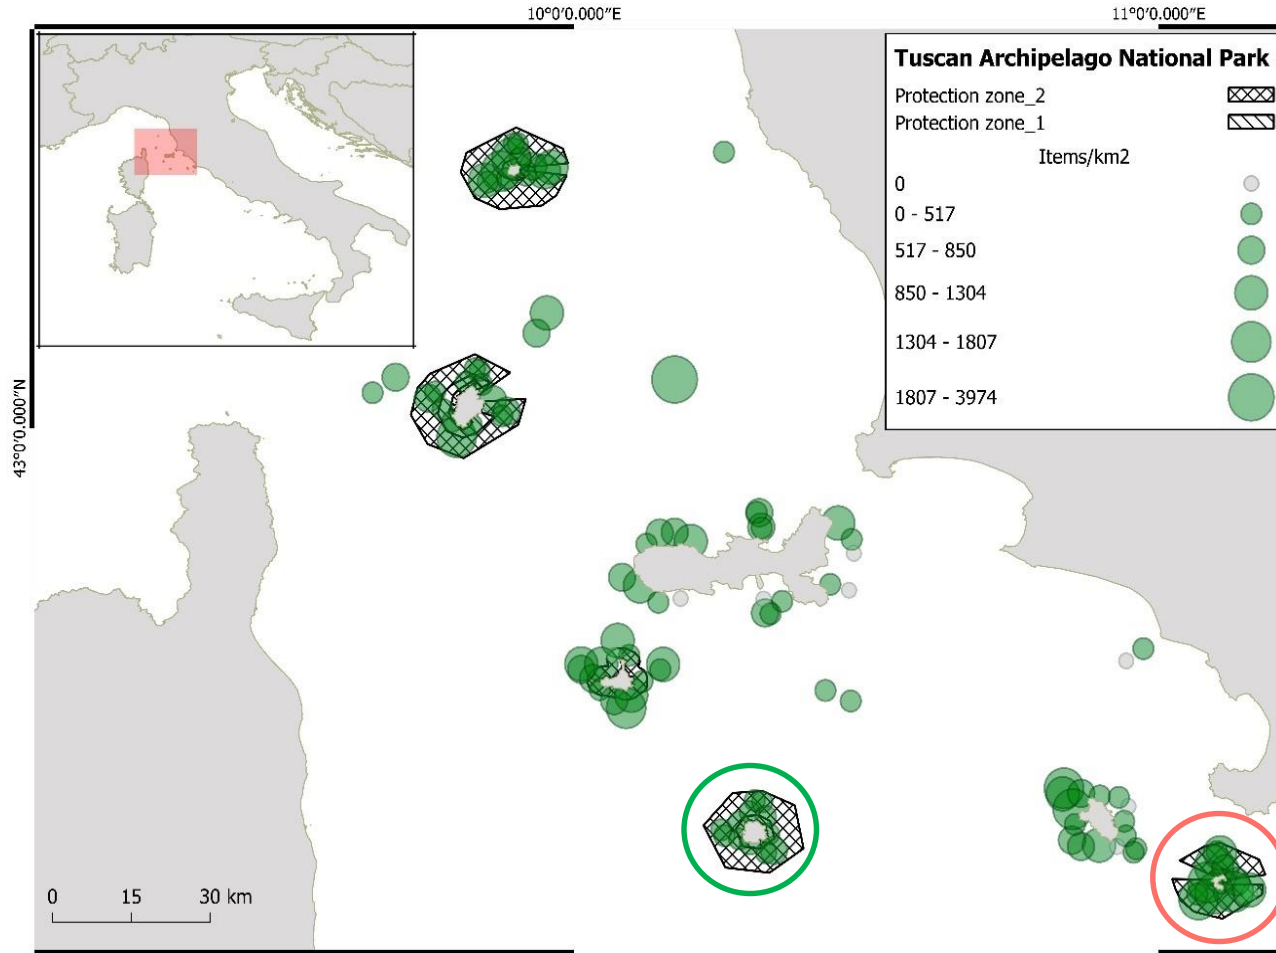 10°0′0.000″E
11°0′0.000″E
43°0′0.000″N
Tuscan Archipelago National Park
Protection zone_2
Protection zone_1
Items/km2
0
0 - 517
517 - 850
850 - 1304
1304 - 1807
1807 - 3974
0 15 30 km